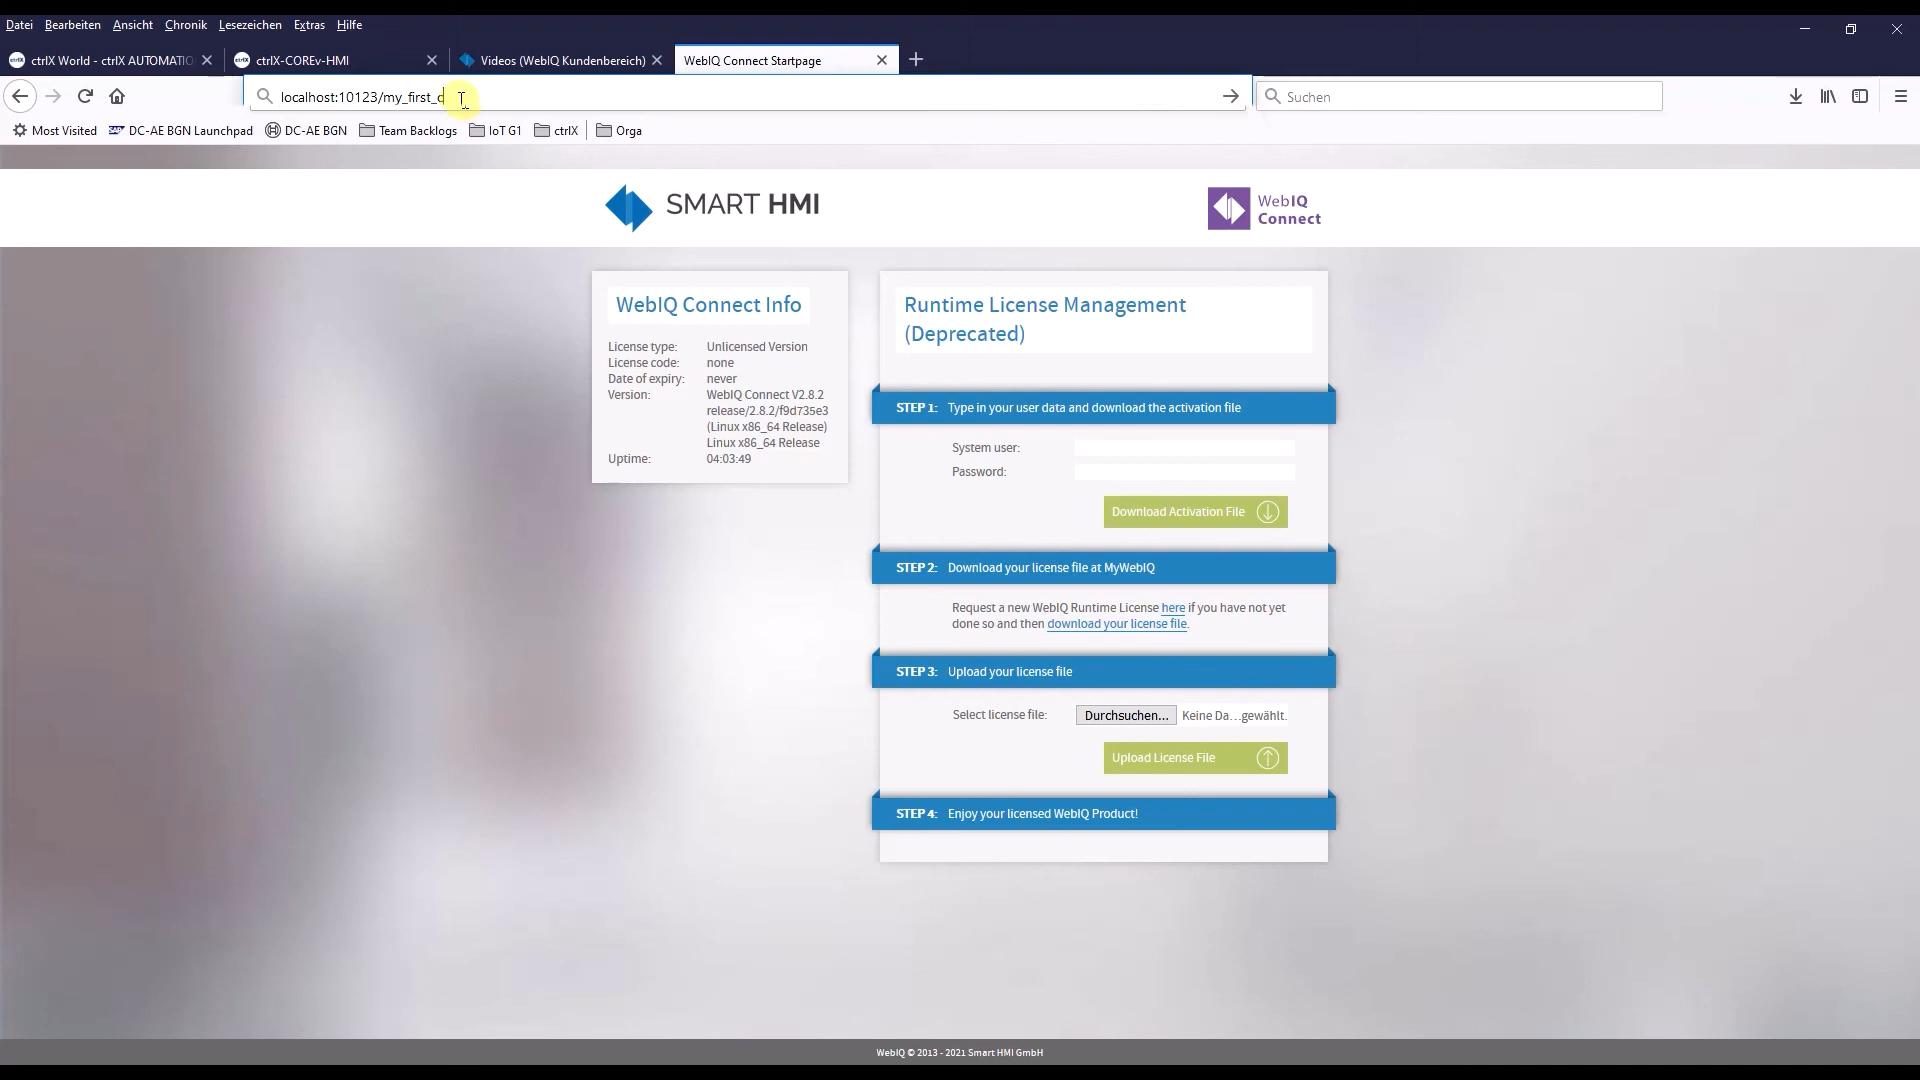 Datei Bearbeiten Ansicht Chronik Lesezeichen Extras Hilfe
ctrlX World - ctrlX AUTOMATIO ctrlX-COREv-HMI Videos (WebIQ Kundenbereich) WebIQ Connect Startpage
localhost:10123/my_first_c Suchen
Most Visited DC-AE BGN Launchpad DC-AE BGN Team Backlogs IoT G1 ctrlX Orga
SMART HMI
WebIQ
Connect
WebIQ Connect Info
License type: Unlicensed Version
License code: none
Date of expiry: never
Version: WebIQ Connect V2.8.2
release/2.8.2/f9d735e3
(Linux x86_64 Release)
Linux x86_64 Release
Uptime: 04:03:49
Runtime License Management
(Deprecated)
STEP 1: Type in your user data and download the activation file
System user:
Password:
Download Activation File
STEP 2: Download your license file at MyWebIQ
Request a new WebIQ Runtime License here if you have not yet
done so and then download your license file.
STEP 3: Upload your license file
Select license file: Durchsuchen... Keine Da...gewählt.
Upload License File
STEP 4: Enjoy your licensed WebIQ Product!
WebIQ © 2013 - 2021 Smart HMI GmbH